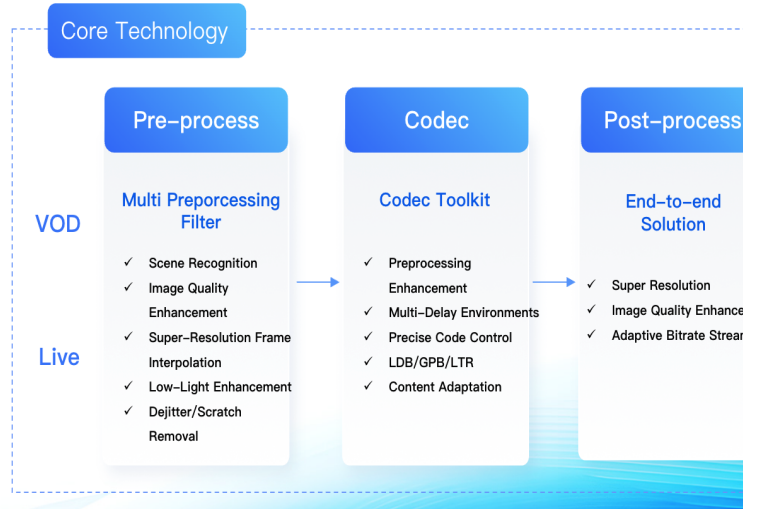 Core Technology
Pre-process
Multi Preporcessing
Filter
Scene Recognition
Image Quality
Enhancement
Super-Resolution Frame
Interpolation
Low-Light Enhancement
Dejitter/Scratch
Removal
Codec
Codec Toolkit
Preprocessing
Enhancement
Multi-Delay Environments
Precise Code Control
LDB/GPB/LTR
Content Adaptation
Post-process
End-to-end
Solution
Super Resolution
Image Quality
Adaptive Bitrate
VOD
Live